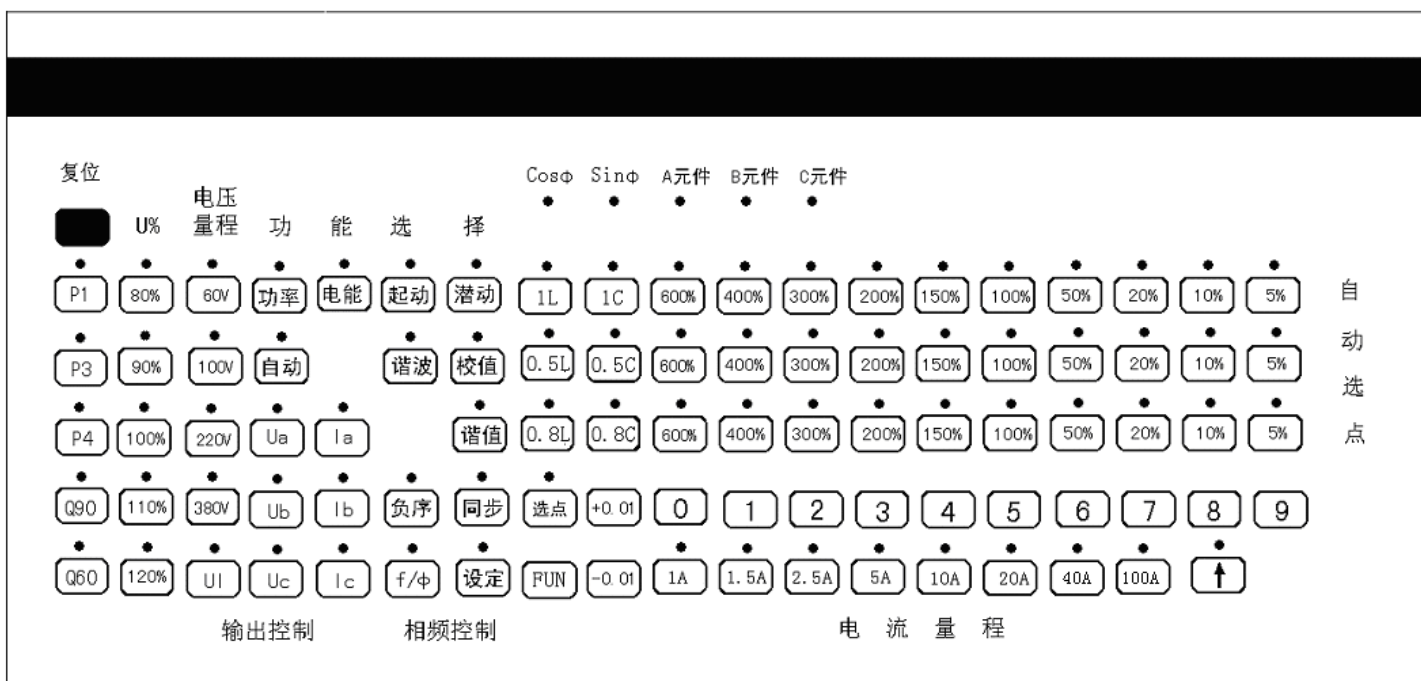 复位 Cosφ Sinφ A元件 B元件 C元件
电压
U% 量程 功 能 选 择
P1 80% 60V 功率 电能 起动 潜动 1L 1C 600% 400% 300% 200% 150% 100% 50% 20% 10% 5% 自
动
P3 90% 100V 自动 谐波 校值 0.5L 0.5C 600% 400% 300% 200% 150% 100% 50% 20% 10% 5%
选
P4 100% 220V Ua Ia 谐值 0.8L 0.8C 600% 400% 300% 200% 150% 100% 50% 20% 10% 5% 点
Q90 110% 380V Ub Ib 负序 同步 选点 +0.01 0 1 2 3 4 5 6 7 8 9
Q60 120% UI Uc Ic f/φ 设定 FUN -0.01 1A 1.5A 2.5A 5A 10A 20A 40A 100A ↑
输出控制 相频控制 电 流 量 程